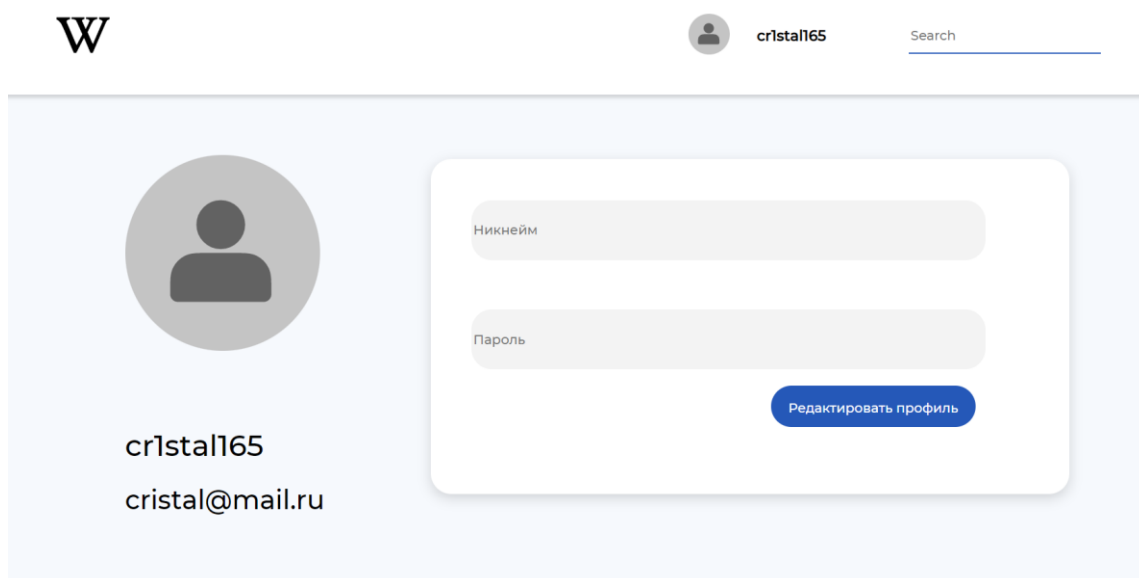 W
cr1stal165
Search
Никнейм
Пароль
Редактировать профиль
cr1stal165
cristal@mail.ru